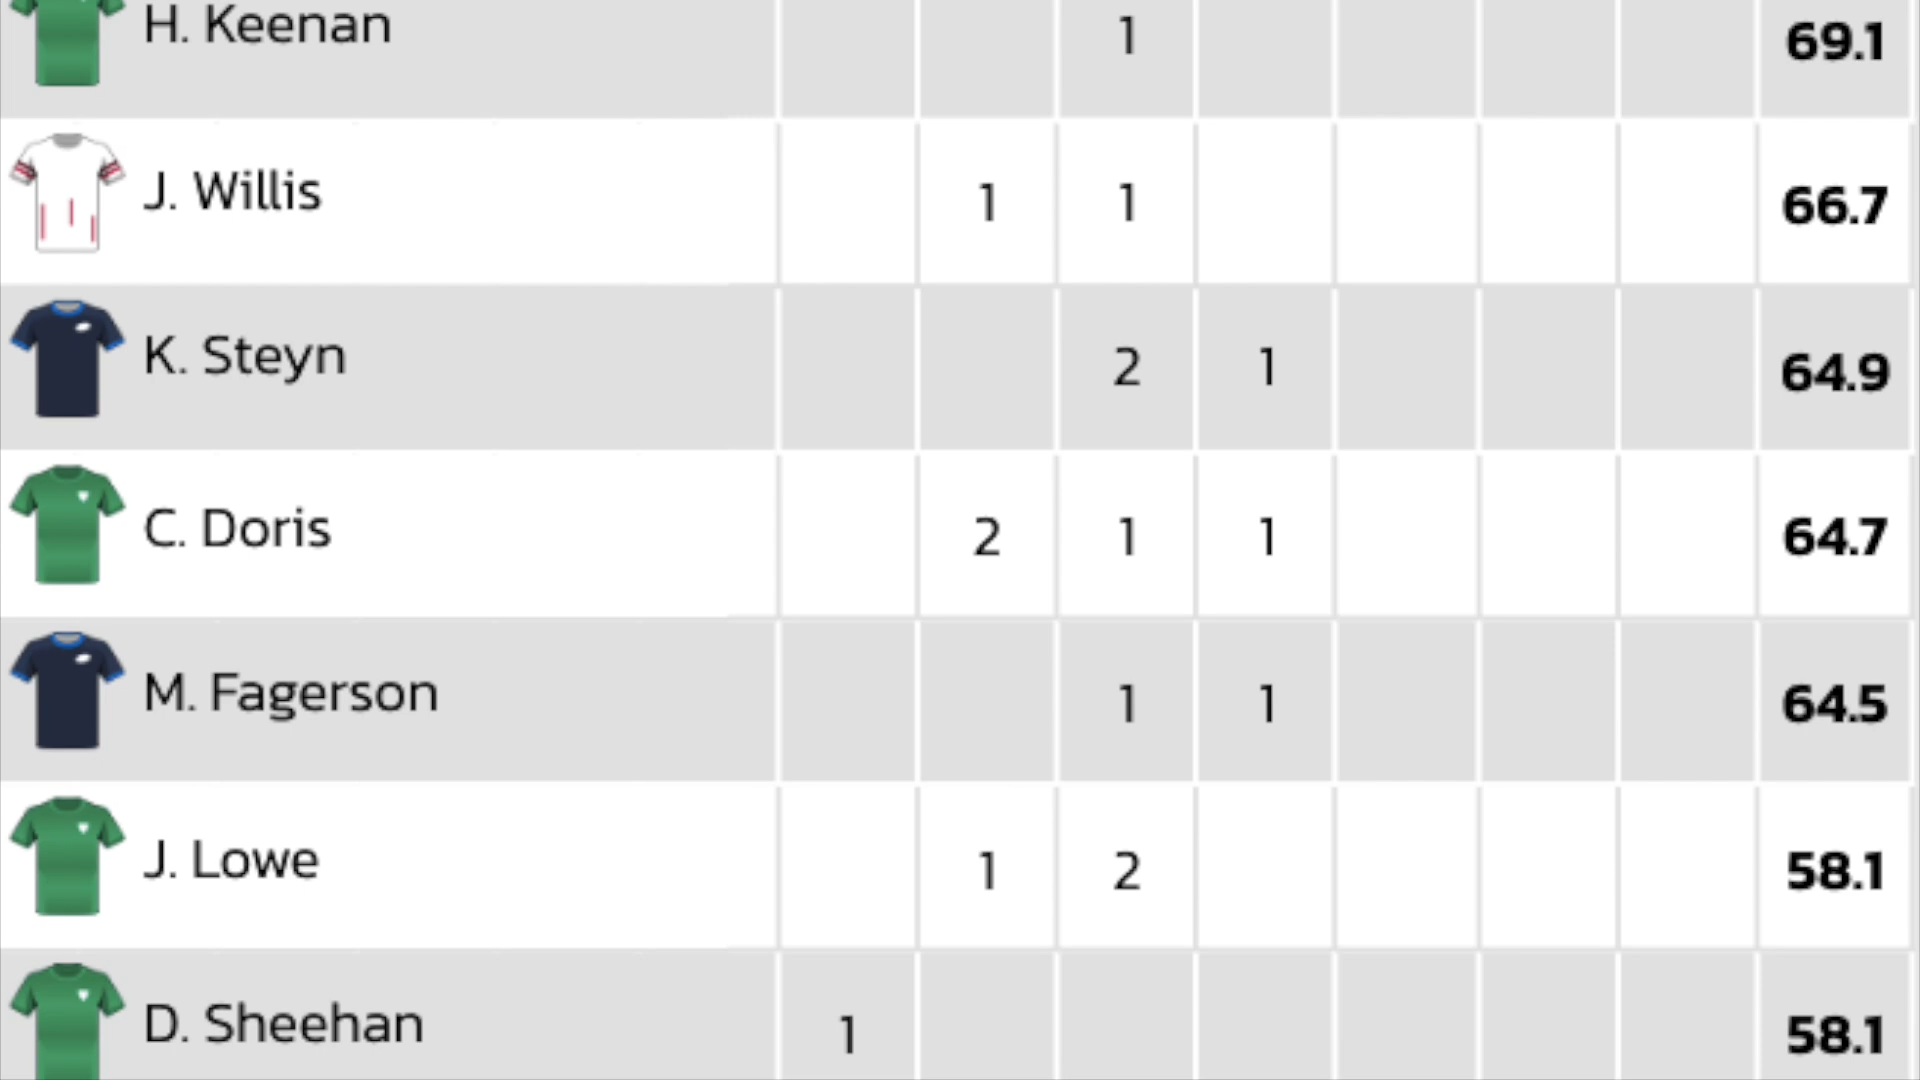 H. Keenan 1 69.1
J. Willis 1 1 66.7
K. Steyn 2 1 64.9
C. Doris 2 1 1 64.7
M. Fagerson 1 1 64.5
J. Lowe 1 2 58.1
D. Sheehan 1 58.1